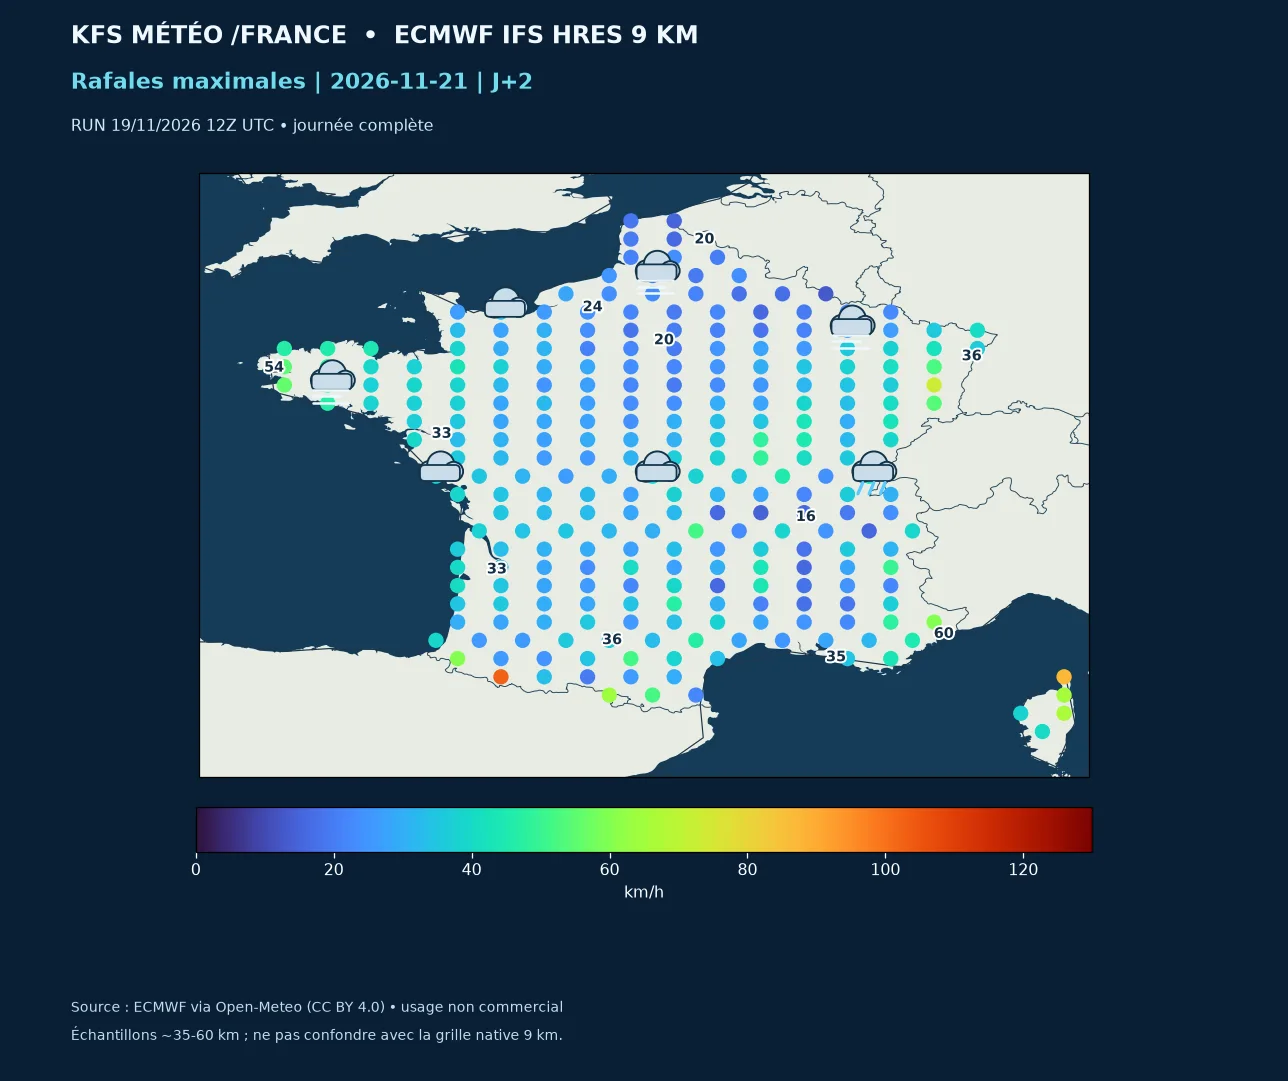 KFS MÉTÉO /FRANCE • ECMWF IFS HRES 9 KM
Rafales maximales | 2026-11-21 | J+2
RUN 19/11/2026 12Z UTC • journée complète
20
24
20
36
54
33
16
33
36
60
35
0 20 40 60 80 100 120
km/h
Source : ECMWF via Open-Meteo (CC BY 4.0) • usage non commercial
Échantillons ~35-60 km ; ne pas confondre avec la grille native 9 km.